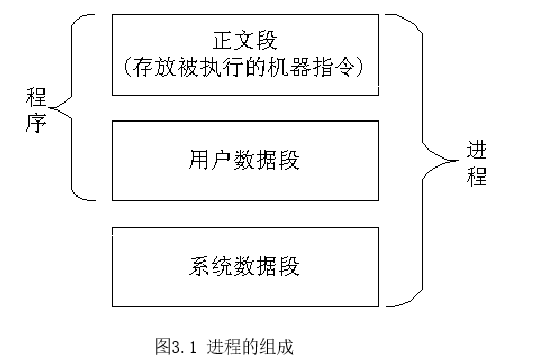 正文段
(存放被执行的机器指令)
程序
用户数据段
进程
系统数据段
图3.1 进程的组成